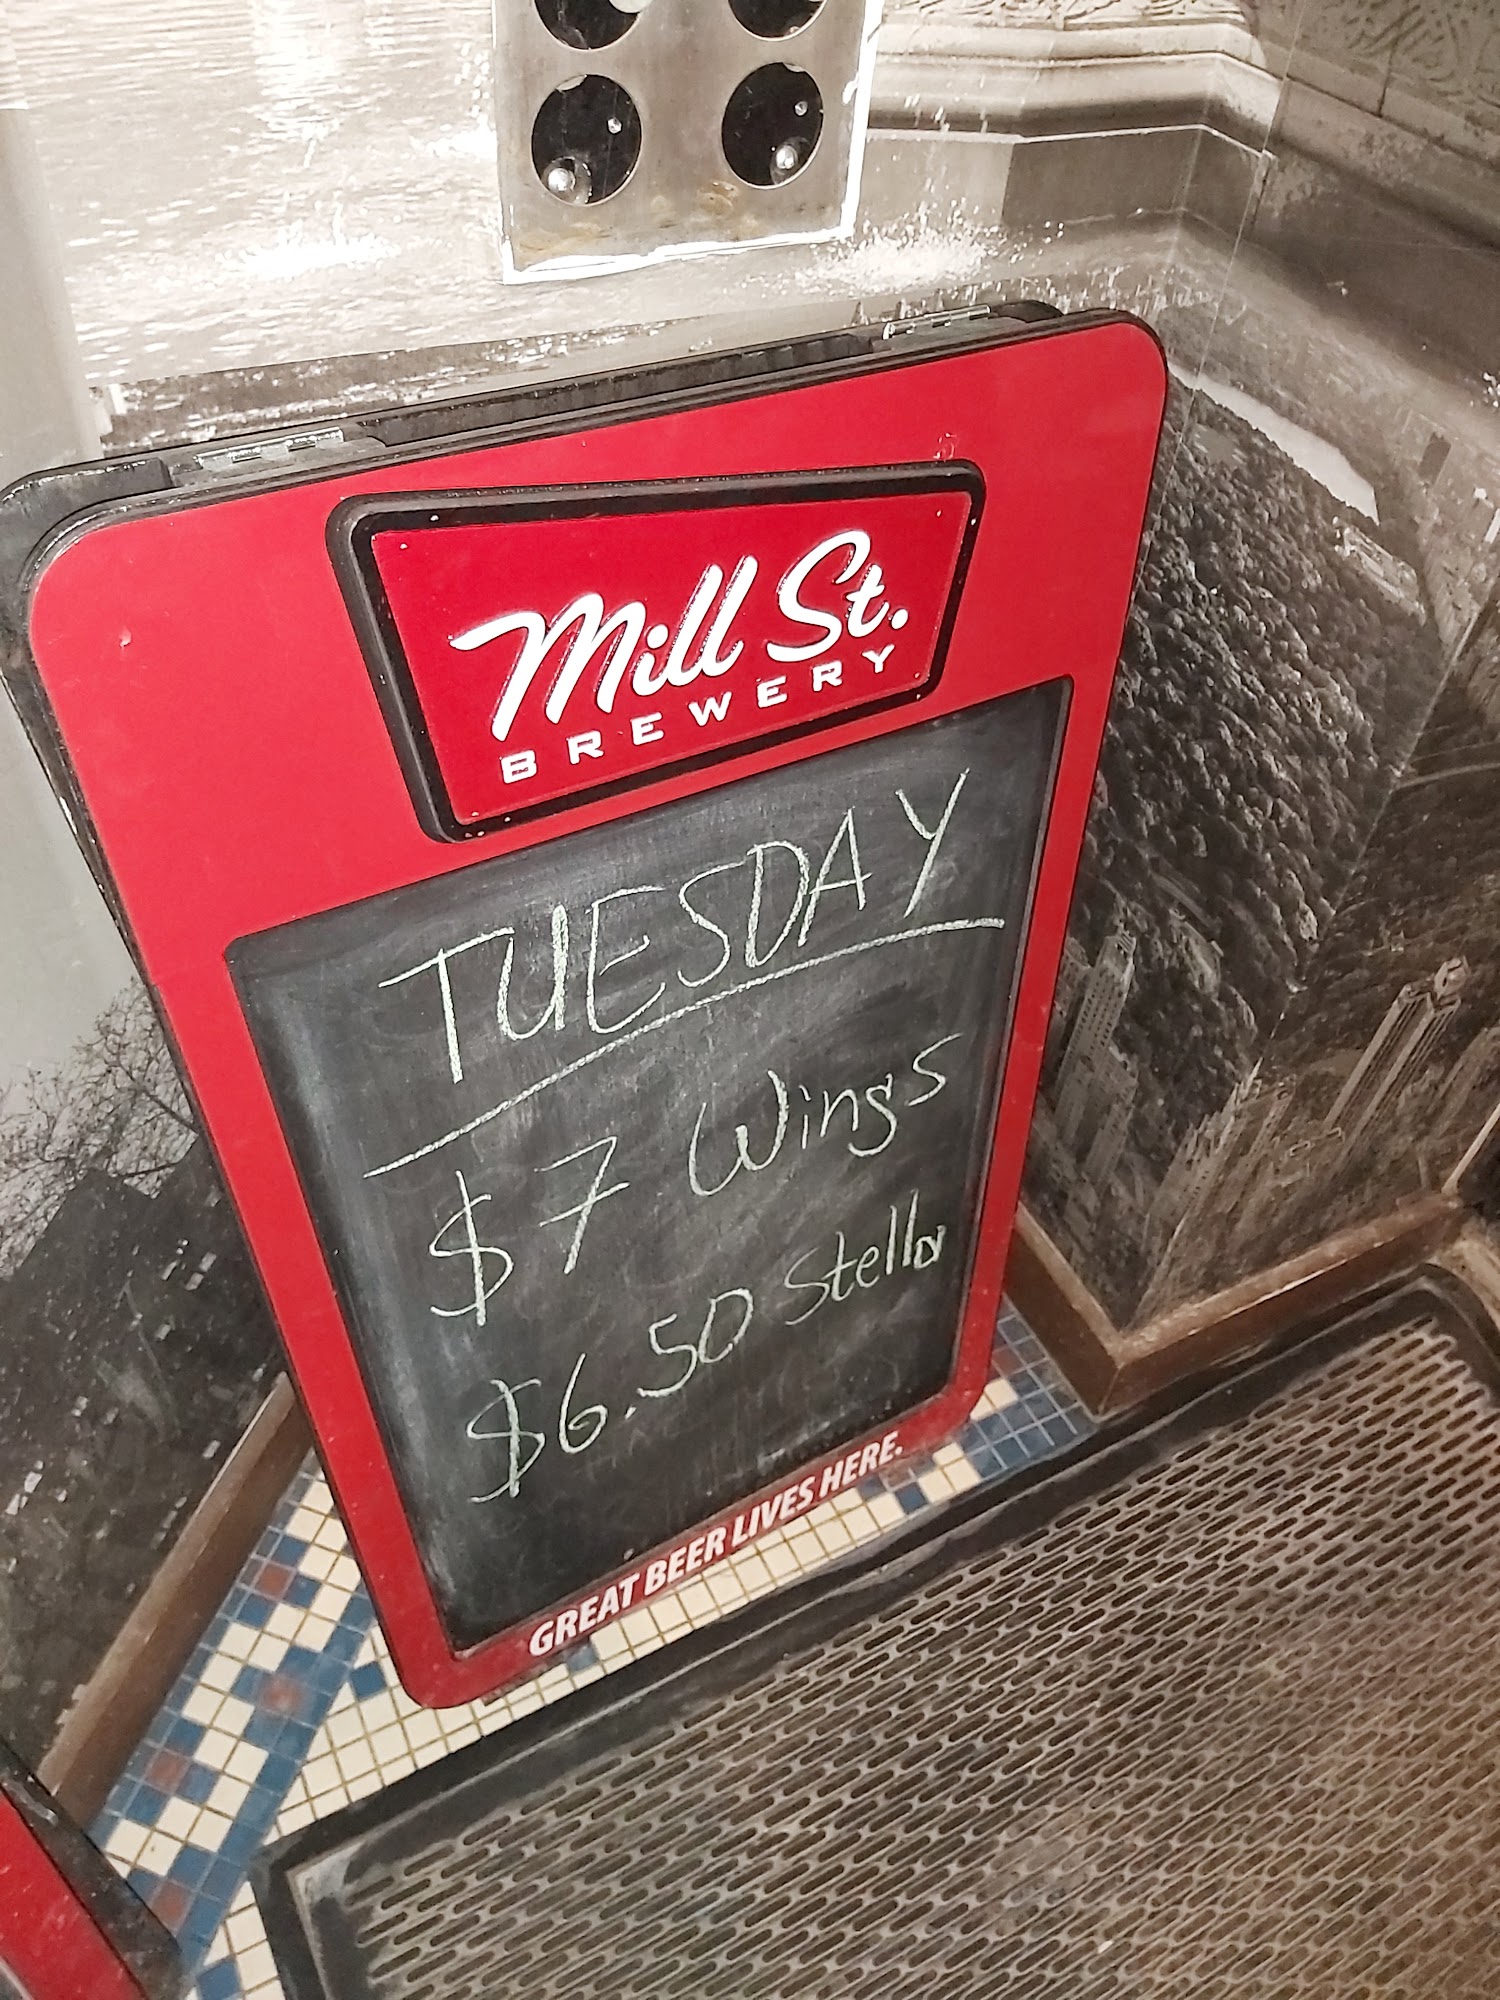 Mill St.
BREWERY
TUESDAY
$7 Wings
$6.50 Stella
GREAT BEER LIVES HERE.